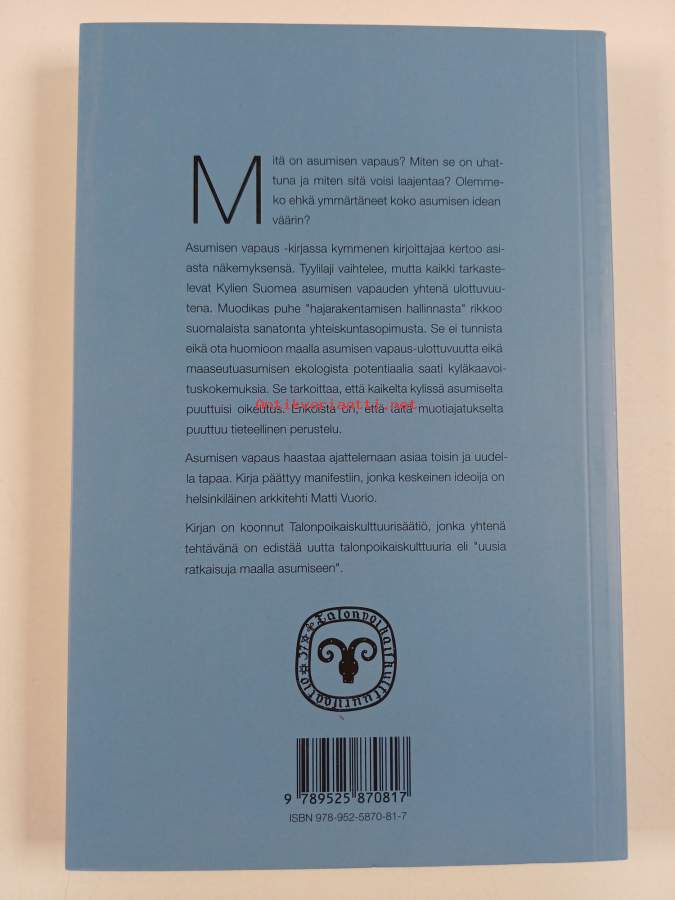 Mitä on asumisen vapaus? Miten se on uhat-
tuna ja miten sitä voisi laajentaa? Olemme-
ko ehkä ymmärtäneet koko asumisen idean
väärin?
Asumisen vapaus -kirjassa kymmenen kirjoittajaa kertoo asi-
asta näkemyksensä. Tyylilaji vaihtelee, mutta kaikki tarkaste-
levat Kylien Suomea asumisen vapauden yhtenä ulottuvuu-
tena. Muodikas puhe "hajarakentamisen hallinnasta" rikkoo
suomalaista sanatonta yhteiskuntasopimusta. Se ei tunnista
eikä ota huomioon maalla asumisen vapaus-ulottuvuutta eikä
maaseutuasumisen ekologista potentiaalia saati kyläkaavoi-
tuskokemuksia. Se tarkoittaa, että kaikelta kylissä asumiselta
puuttuisi oikeutus. Erikoista on, että tältä muotiajatukselta
Antikvariaatti.net
puuttuu tieteellinen perustelu.
Asumisen vapaus haastaa ajattelemaan asiaa toisin ja uudel-
la tapaa. Kirja päättyy manifestiin, jonka keskeinen ideoija on
helsinkiläinen arkkitehti Matti Vuorio.
Kirjan on koonnut Talonpoikaiskulttuurisäätiö, jonka yhtenä
tehtävänä on edistää uutta talonpoikaiskulttuuria eli "uusia
ratkaisuja maalla asumiseen".
Talonpoikaiskulttuurisäätiö
9 789525 870817
ISBN 978-952-5870-81-7